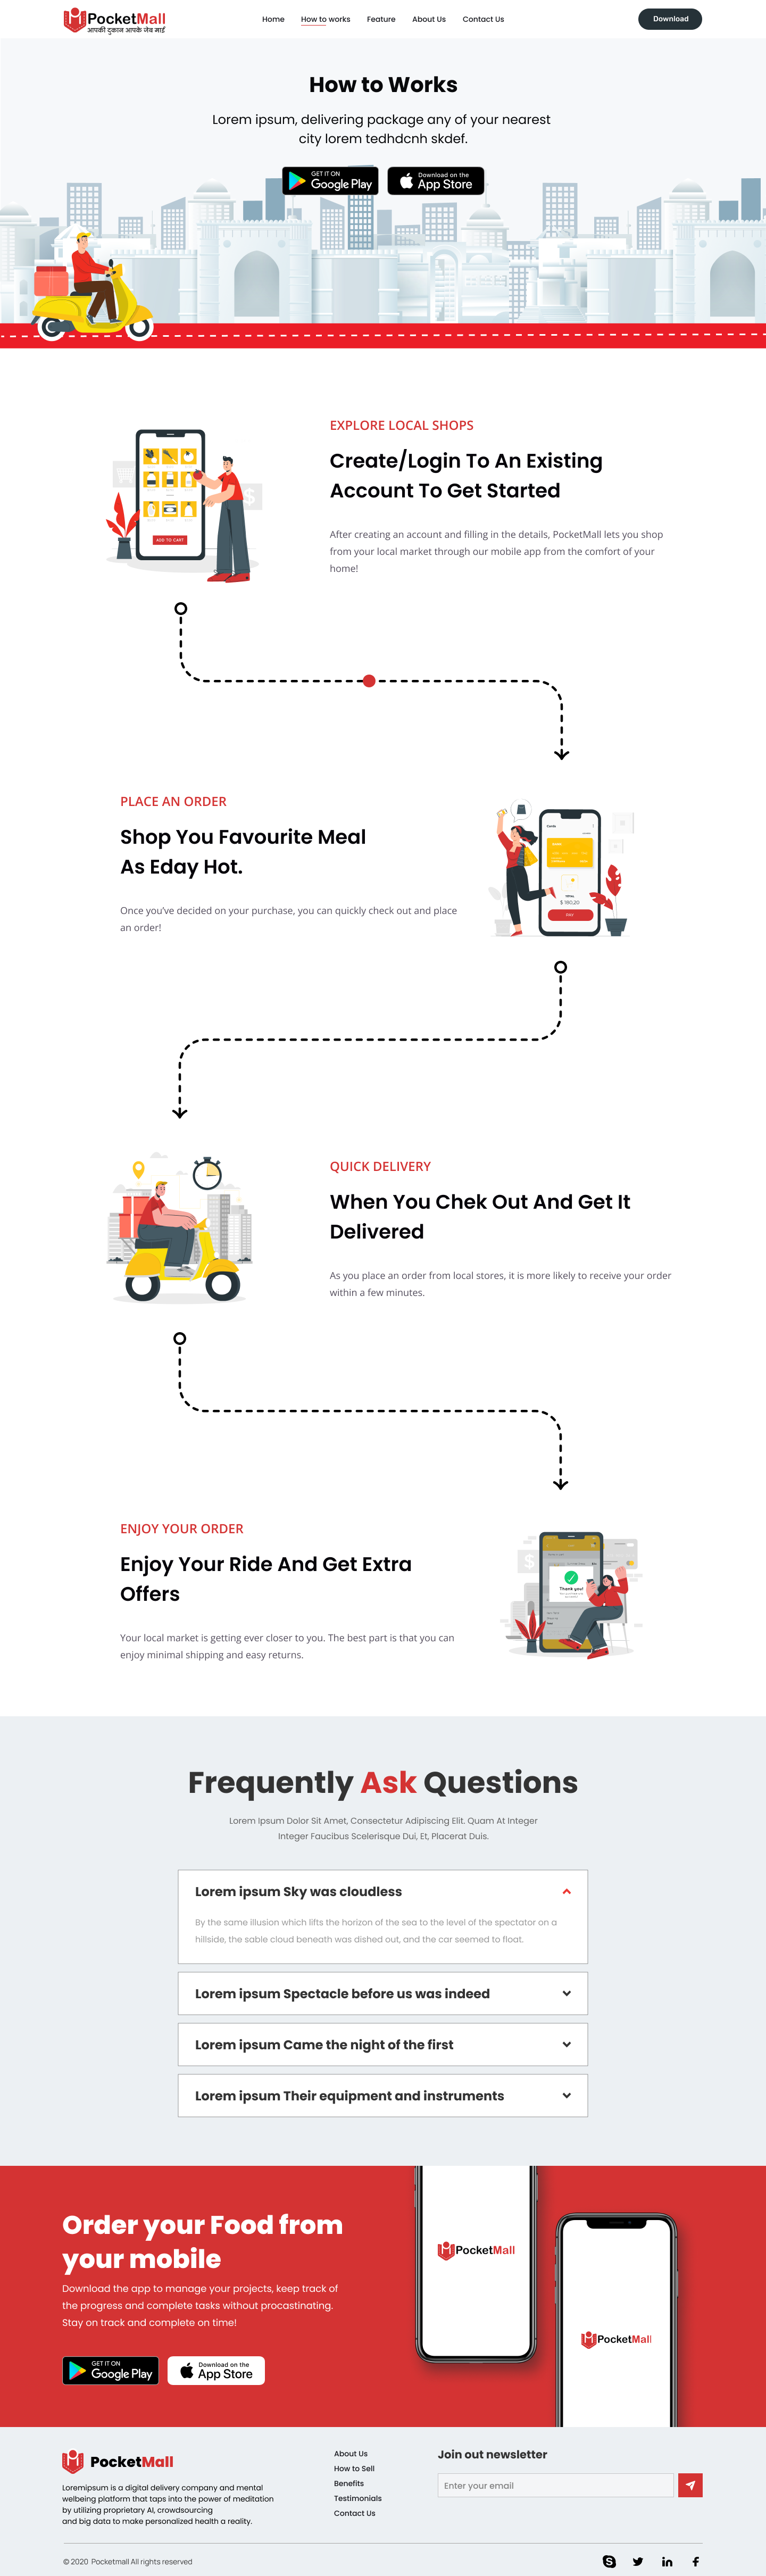 PocketMall
आपकी दुकान आपके जेब माई
Home How to works Feature About Us Contact Us
Download
How to Works
Lorem ipsum, delivering package any of your nearest
city lorem tedhdcnh skdef.
GET IT ON
Google Play
Download on the
App Store
EXPLORE LOCAL SHOPS
Create/Login To An Existing
Account To Get Started
After creating an account and filling in the details, PocketMall lets you shop
from your local market through our mobile app from the comfort of your
home!
ADD TO CART
PLACE AN ORDER
Shop You Favourite Meal
As Eday Hot.
Once you've decided on your purchase, you can quickly check out and place
an order!
TOTAL
$ 180,20
PAY
QUICK DELIVERY
When You Chek Out And Get It
Delivered
As you place an order from local stores, it is more likely to receive your order
within a few minutes.
ENJOY YOUR ORDER
Enjoy Your Ride And Get Extra
Offers
Your local market is getting ever closer to you. The best part is that you can
enjoy minimal shipping and easy returns.
Thank you!
Frequently Ask Questions
Lorem Ipsum Dolor Sit Amet, Consectetur Adipiscing Elit. Quam At Integer
Integer Faucibus Scelerisque Dui, Et, Placerat Duis.
Lorem ipsum Sky was cloudless
By the same illusion which lifts the horizon of the sea to the level of the spectator on a
hillside, the sable cloud beneath was dished out, and the car seemed to float.
Lorem ipsum Spectacle before us was indeed
Lorem ipsum Came the night of the first
Lorem ipsum Their equipment and instruments
Order your Food from
your mobile
Download the app to manage your projects, keep track of
the progress and complete tasks without procastinating.
Stay on track and complete on time!
GET IT ON
Google Play
Download on the
App Store
PocketMall
PocketMall
PocketMall
Loremipsum is a digital delivery company and mental
welbeing platform that taps into the power of meditation
by utilizing proprietary AI, crowdsourcing
and big data to make personalized health a reality.
About Us
How to Sell
Benefits
Testimonials
Contact Us
Join out newsletter
Enter your email
© 2020 Pocketmall All rights reserved